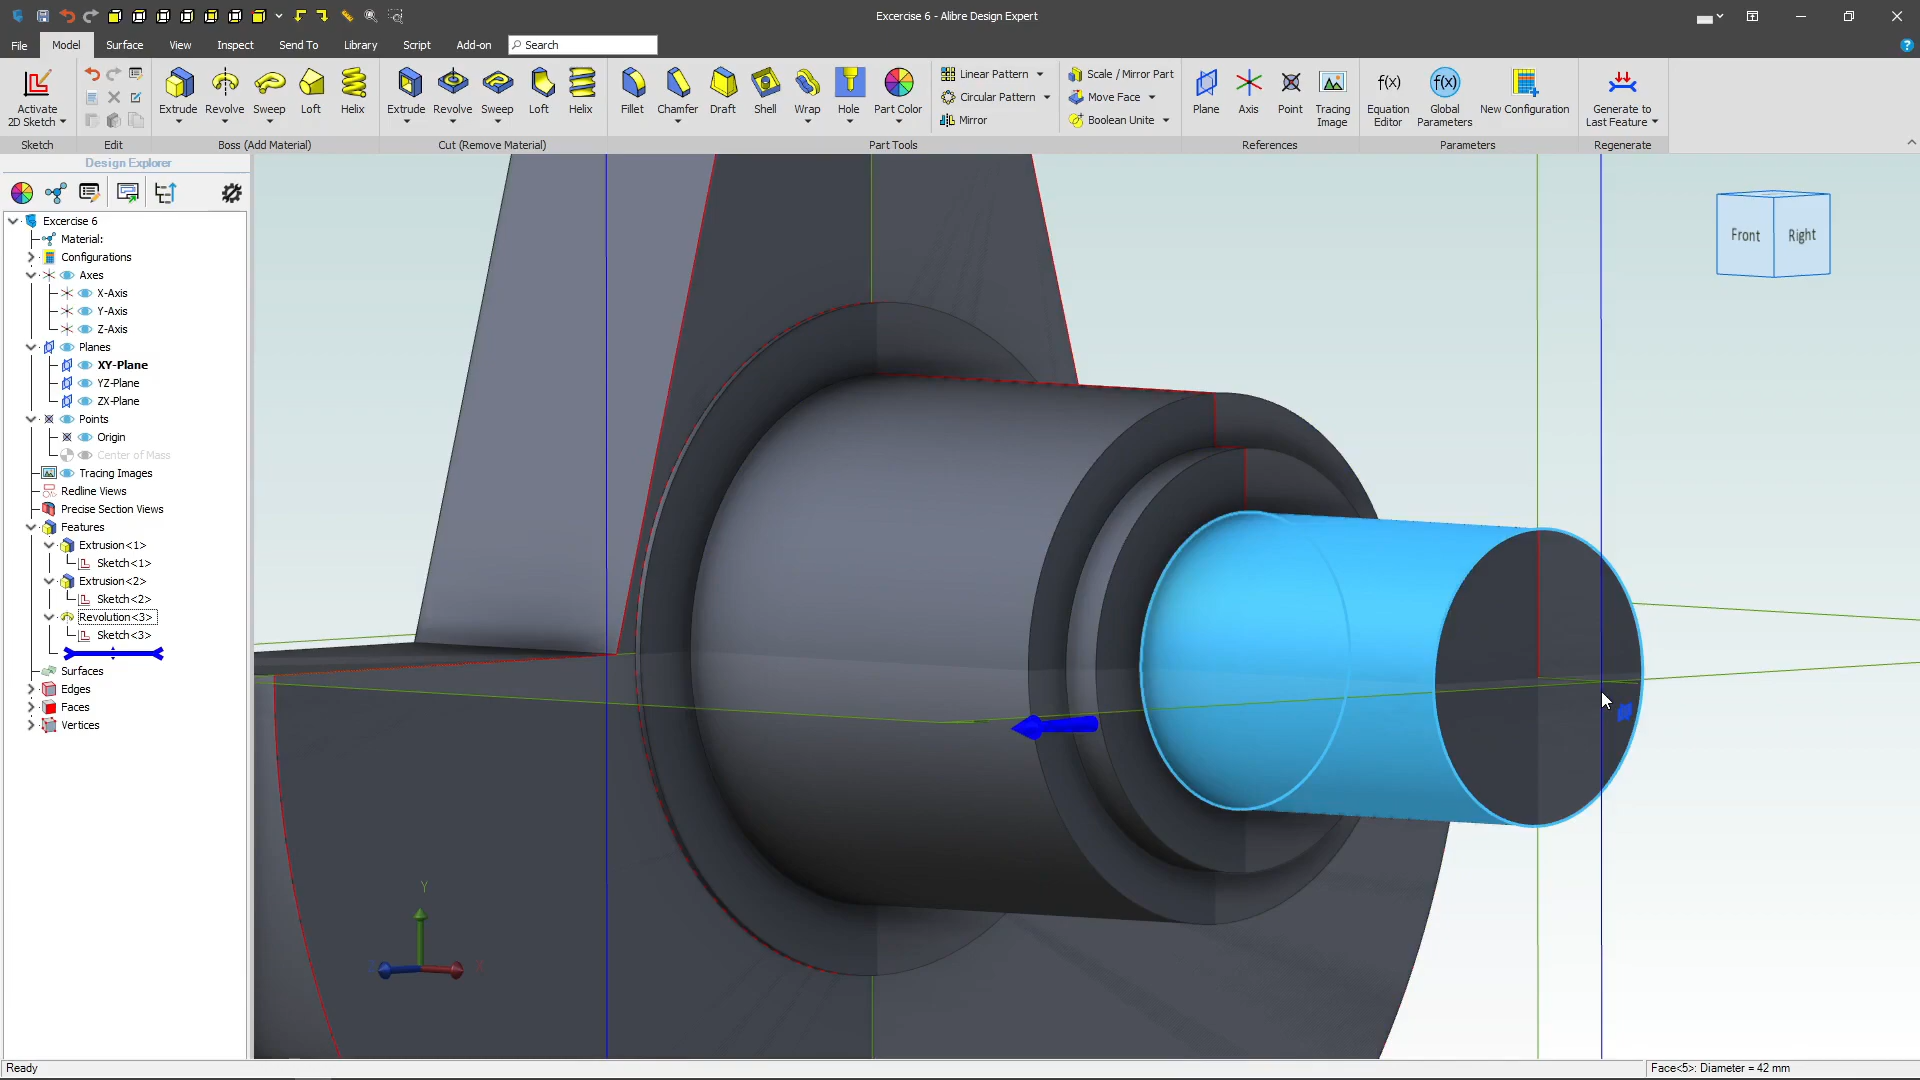 Excercise 6 - Alibre Design Expert
File Model Surface View Inspect Send To Library Script Add-on Search
Activate
2D Sketch
Extrude Revolve Sweep Loft Helix
Extrude Revolve Sweep Loft Helix
Fillet Chamfer Draft Shell Wrap Hole Part Color
Linear Pattern
Circular Pattern
Mirror
Scale / Mirror Part
Move Face
Boolean Unite
Plane Axis Point Tracing
Image
f(x) Equation
Editor
f(x) Global
Parameters
New Configuration
Generate to
Last Feature
Sketch Edit Boss (Add Material) Cut (Remove Material) Part Tools References Parameters Regenerate
Design Explorer
Excercise 6
Material:
Configurations
Axes
X-Axis
Y-Axis
Z-Axis
Planes
XY-Plane
YZ-Plane
ZX-Plane
Points
Origin
Center of Mass
Tracing Images
Redline Views
Precise Section Views
Features
Extrusion<1>
Sketch<1>
Extrusion<2>
Sketch<2>
Revolution<3>
Sketch<3>
Surfaces
Edges
Faces
Vertices
Front Right
Y
Z X
Ready
Face<5>: Diameter = 42 mm